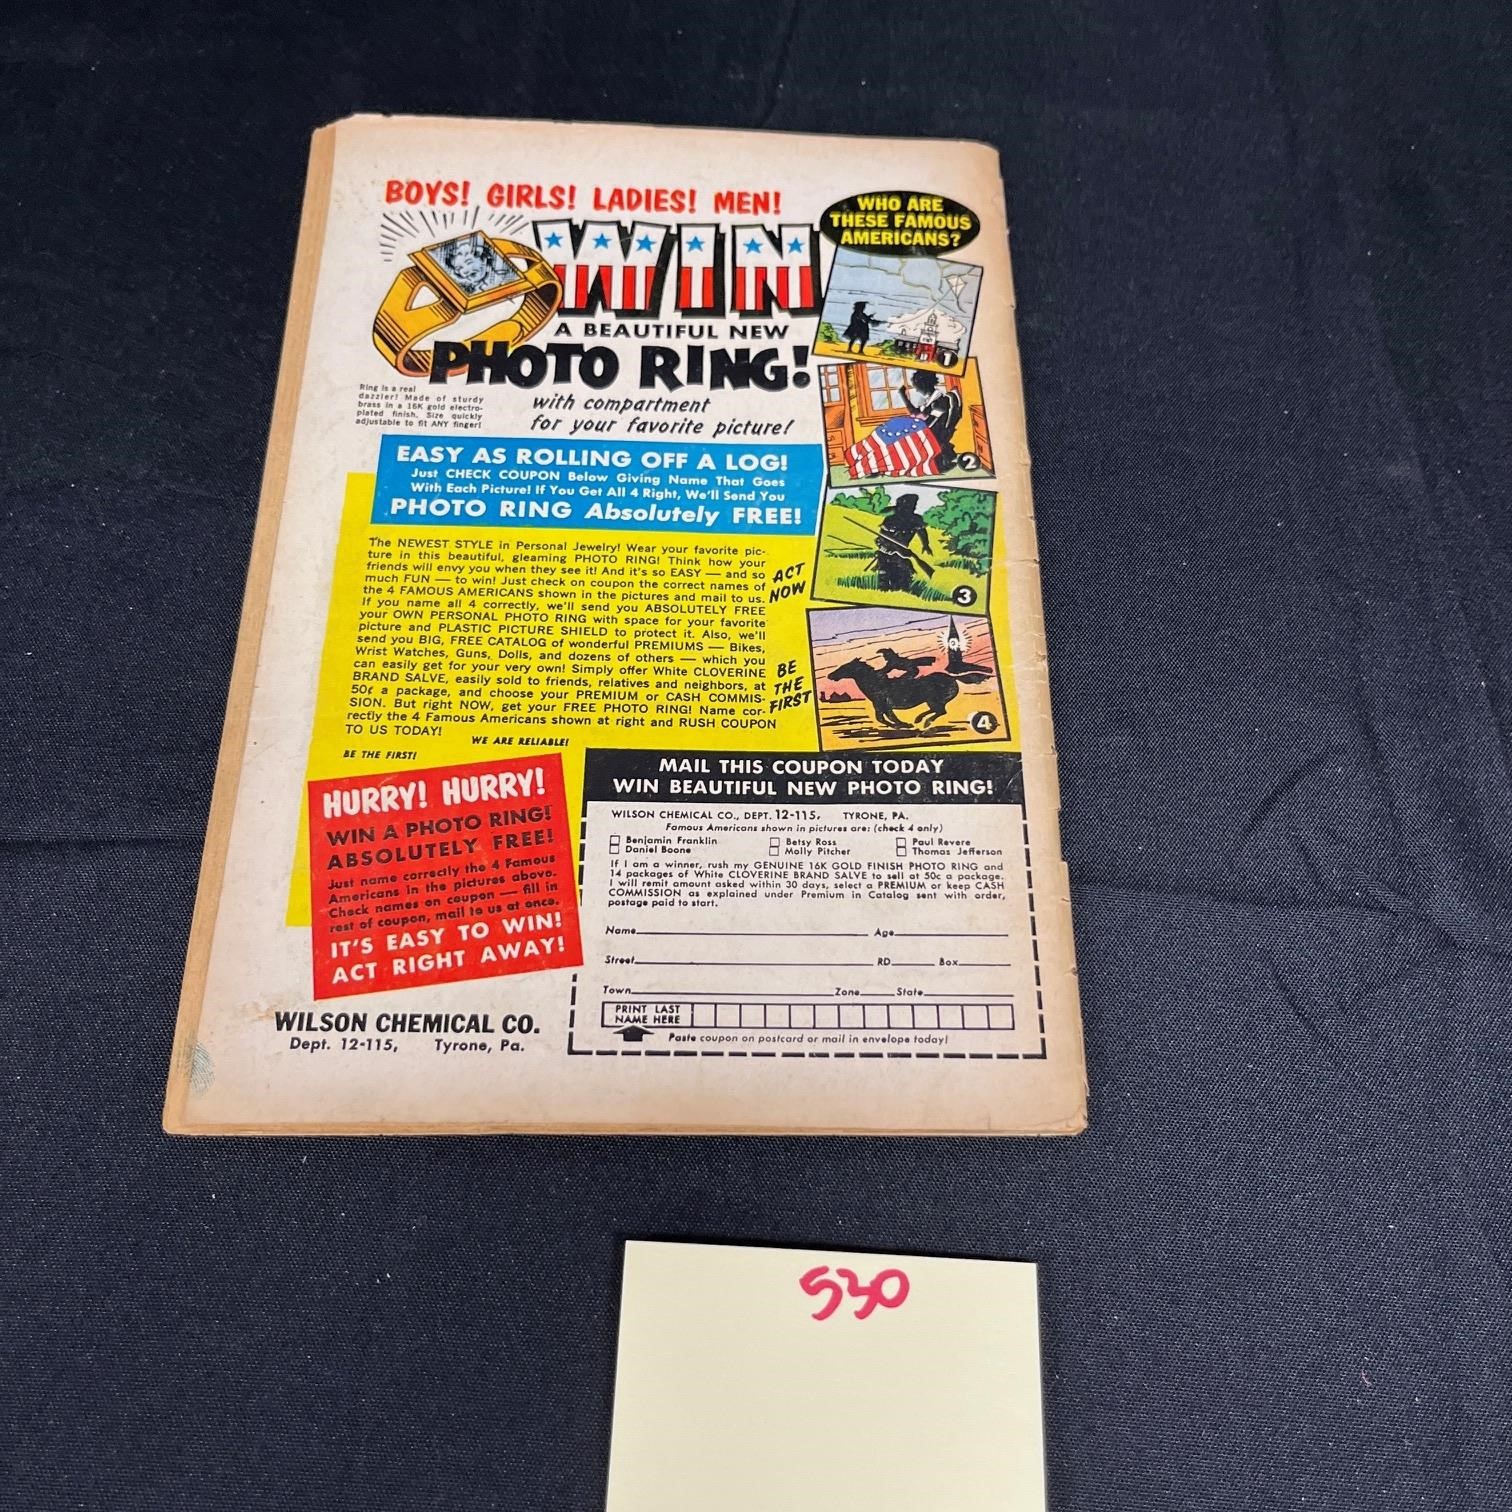 BOYS! GIRLS! LADIES! MEN!
WIN
A BEAUTIFUL NEW
PHOTO RING!
with compartment
for your favorite picture!
Ring is a real
dazzler! Made of sturdy
brass in a 16K gold electro-
plated finish. Size quickly
adjustable to fit ANY finger!
WHO ARE
THESE FAMOUS
AMERICANS?
1
2
3
4
EASY AS ROLLING OFF A LOG!
Just CHECK COUPON Below Giving Name That Goes
With Each Picture! If You Get All 4 Right, We'll Send You
PHOTO RING Absolutely FREE!
The NEWEST STYLE in Personal Jewelry! Wear your favorite pic-
ture in this beautiful, gleaming PHOTO RING! Think how your
friends will envy you when they see it! And it's so EASY — and so
much FUN — to win! Just check on coupon the correct names of
the 4 FAMOUS AMERICANS shown in the pictures and mail to us.
If you name all 4 correctly, we'll send you ABSOLUTELY FREE
your OWN PERSONAL PHOTO RING with space for your favorite
picture and PLASTIC PICTURE SHIELD to protect it. Also, we'll
send you BIG, FREE CATALOG of wonderful PREMIUMS — Bikes,
Wrist Watches, Guns, Dolls, and dozens of others — which you
can easily get for your very own! Simply offer White CLOVERINE
BRAND SALVE, easily sold to friends, relatives and neighbors, at
50¢ a package, and choose your PREMIUM or CASH COMMIS-
SION. But right NOW, get your FREE PHOTO RING! Name cor-
rectly the 4 Famous Americans shown at right and RUSH COUPON
TO US TODAY!
WE ARE RELIABLE!
BE THE FIRST!
ACT
NOW
BE
THE
FIRST
HURRY! HURRY!
WIN A PHOTO RING!
ABSOLUTELY FREE!
Just name correctly the 4 Famous
Americans in the pictures above.
Check names on coupon — fill in
rest of coupon, mail to us at once.
IT'S EASY TO WIN!
ACT RIGHT AWAY!
WILSON CHEMICAL CO.
Dept. 12-115, Tyrone, Pa.
MAIL THIS COUPON TODAY
WIN BEAUTIFUL NEW PHOTO RING!
WILSON CHEMICAL CO., DEPT. 12-115, TYRONE, PA.
Famous Americans shown in pictures are: (check 4 only)
Benjamin Franklin Betsy Ross Paul Revere
Daniel Boone Molly Pitcher Thomas Jefferson
If I am a winner, rush my GENUINE 16K GOLD FINISH PHOTO RING and
14 packages of White CLOVERINE BRAND SALVE to sell at 50c a package.
I will remit amount asked within 30 days, select a PREMIUM or keep CASH
COMMISSION as explained under Premium in Catalog sent with order,
postage paid to start.
Name Age
Street RD Box
Town Zone State
PRINT LAST
NAME HERE
Paste coupon on postcard or mail in envelope today!
530